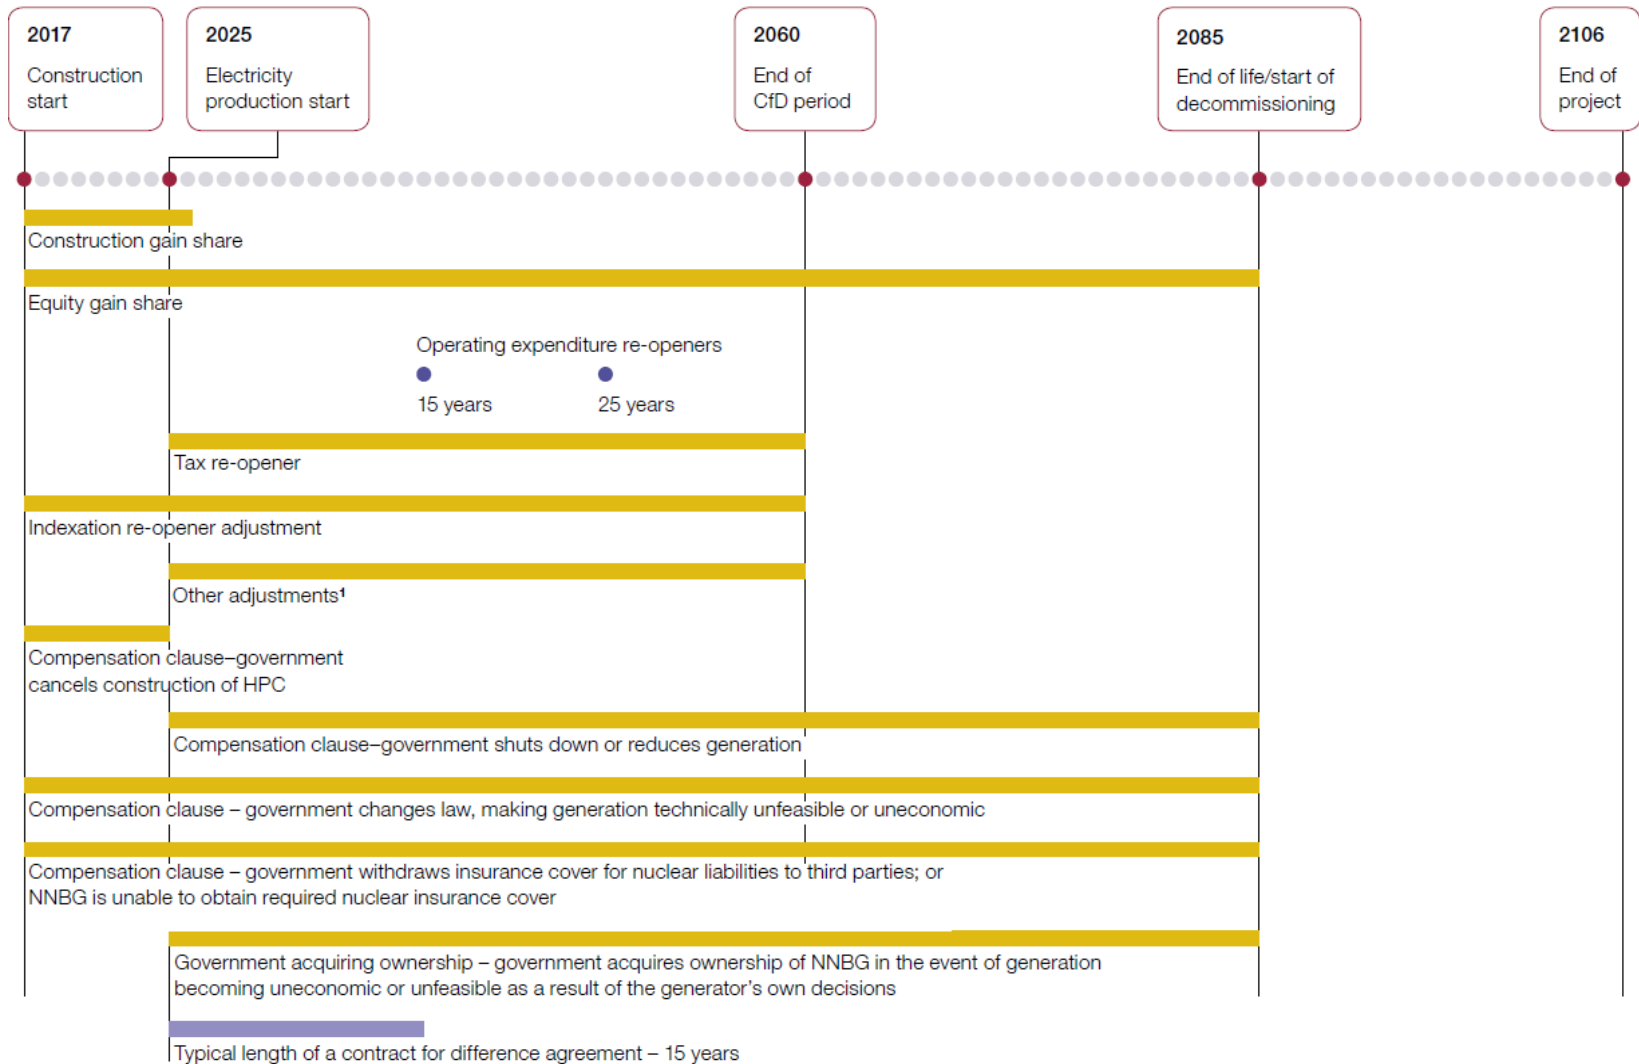 2017
Construction
start
2025
Electricity
production start
2060
End of
CfD period
2085
End of life/start of
decommissioning
2106
End of
project
Construction gain share
Equity gain share
Operating expenditure re-openers
15 years
25 years
Tax re-opener
Indexation re-opener adjustment
Other adjustments¹
Compensation clause–government
cancels construction of HPC
Compensation clause–government shuts down or reduces generation
Compensation clause – government changes law, making generation technically unfeasible or uneconomic
Compensation clause – government withdraws insurance cover for nuclear liabilities to third parties; or
NNBG is unable to obtain required nuclear insurance cover
Government acquiring ownership – government acquires ownership of NNBG in the event of generation
becoming uneconomic or unfeasible as a result of the generator’s own decisions
Typical length of a contract for difference agreement – 15 years